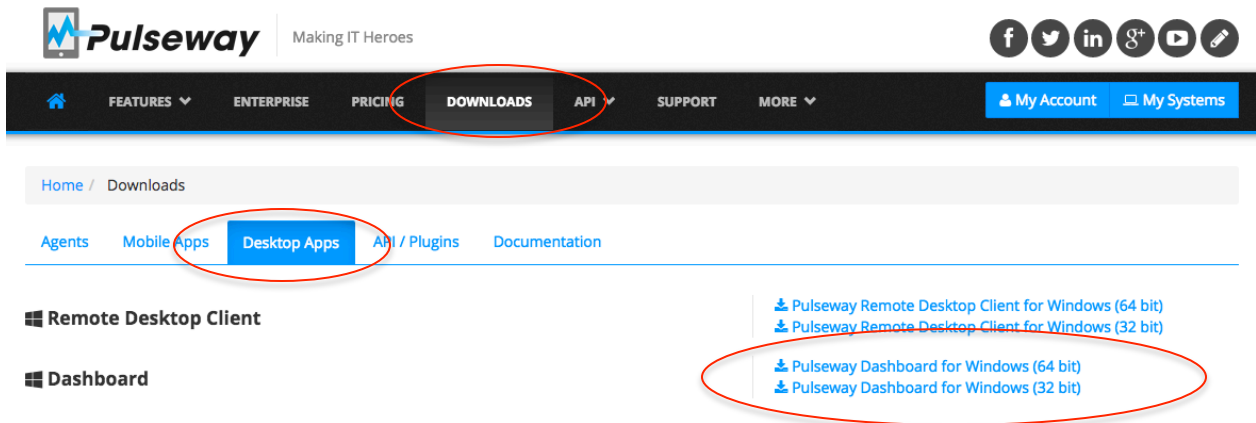 Pulseway Making IT Heroes
FEATURES ENTERPRISE PRICING DOWNLOADS API SUPPORT MORE My Account My Systems
Home / Downloads
Agents Mobile Apps Desktop Apps API / Plugins Documentation
Remote Desktop Client
Pulseway Remote Desktop Client for Windows (64 bit)
Pulseway Remote Desktop Client for Windows (32 bit)
Dashboard
Pulseway Dashboard for Windows (64 bit)
Pulseway Dashboard for Windows (32 bit)